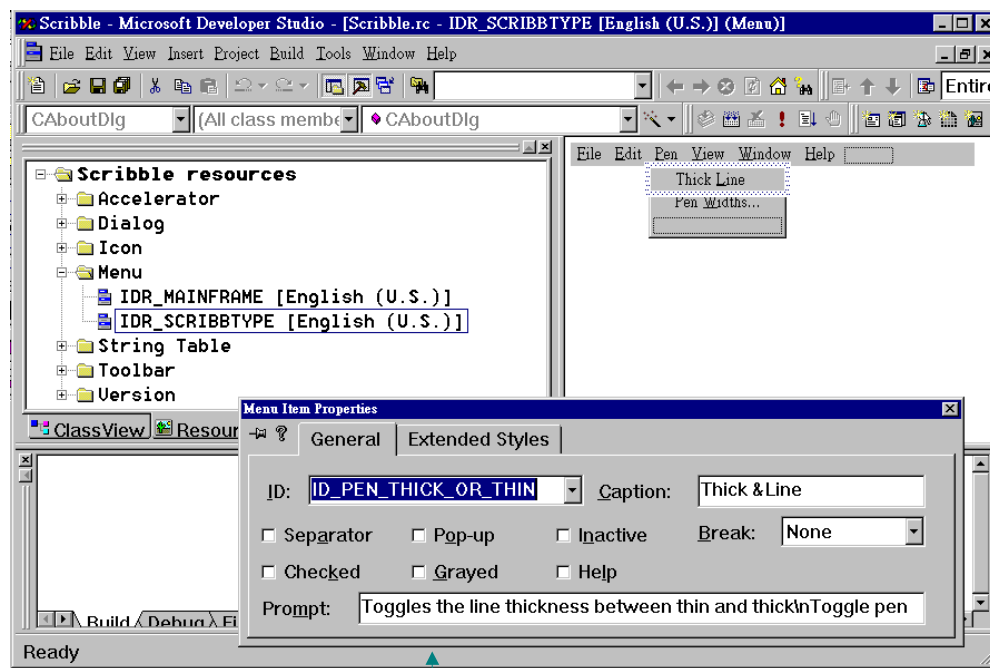 Scribble - Microsoft Developer Studio - [Scribble.rc - IDR_SCRIBBTYPE [English (U.S.)] (Menu)]
File Edit View Insert Project Build Tools Window Help
Entire
CAboutDlg
(All class membe
CAboutDlg
File Edit Pen View Window Help
Thick Line
Pen Widths...
Scribble resources
Accelerator
Dialog
Icon
Menu
IDR_MAINFRAME [English (U.S.)]
IDR_SCRIBBTYPE [English (U.S.)]
String Table
Toolbar
Version
ClassView Resour
Menu Item Properties
General Extended Styles
ID: ID_PEN_THICK_OR_THIN Caption: Thick &Line
Separator Pop-up Inactive Break: None
Checked Grayed Help
Prompt: Toggles the line thickness between thin and thick\nToggle pen
Build Debug Fi
Ready